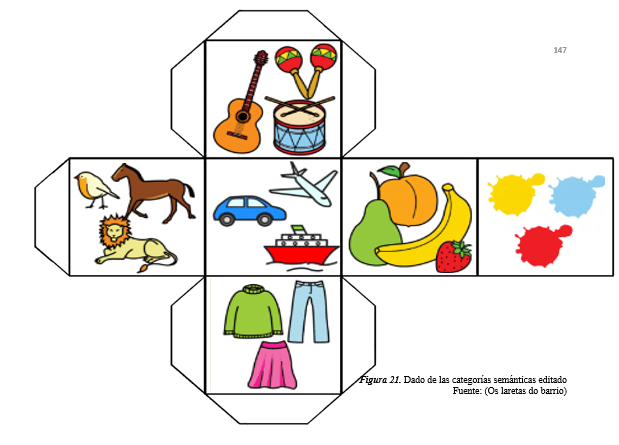 147
Figura 21. Dado de las categorías semánticas editado
Fuente: (Os laretas do barrio)